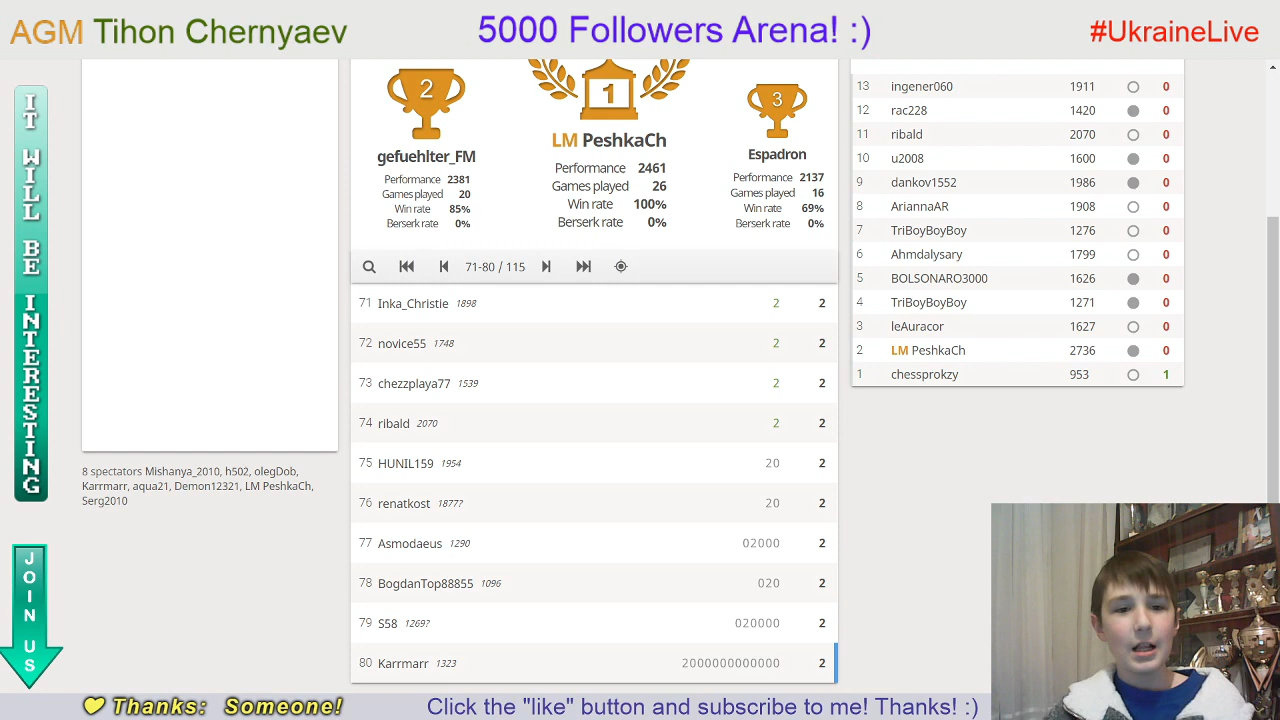 AGM Tihon Chernyaev
5000 Followers Arena! :)
#UkraineLive
IT WILL BE INTERESTING
JOIN US
8 spectators Mishanya_2010, h502, olegDob,
Karrmarr, aqua21, Demon12321, LM PeshkaCh,
Serg2010
2
gefuehlter_FM
Performance 2381
Games played 20
Win rate 85%
Berserk rate 0%
1
LM PeshkaCh
Performance 2461
Games played 26
Win rate 100%
Berserk rate 0%
3
Espadron
Performance 2137
Games played 16
Win rate 69%
Berserk rate 0%
71-80 / 115
71 Inka_Christie 1898 2 2
72 novice55 1748 2 2
73 chezzplaya77 1539 2 2
74 ribald 2070 2 2
75 HUNIL159 1954 20 2
76 renatkost 1877? 20 2
77 Asmodaeus 1290 02000 2
78 BogdanTop88855 1096 020 2
79 S58 1269? 020000 2
80 Karrmarr 1323 2000000000000 2
13 ingener060 1911 0
12 rac228 1420 0
11 ribald 2070 0
10 u2008 1600 0
9 dankov1552 1986 0
8 AriannaAR 1908 0
7 TriBoyBoyBoy 1276 0
6 Ahmdalysary 1799 0
5 BOLSONARO3000 1626 0
4 TriBoyBoyBoy 1271 0
3 leAuracor 1627 0
2 LM PeshkaCh 2736 0
1 chessprokzy 953 1
Thanks: Someone!
Click the "like" button and subscribe to me! Thanks! :)